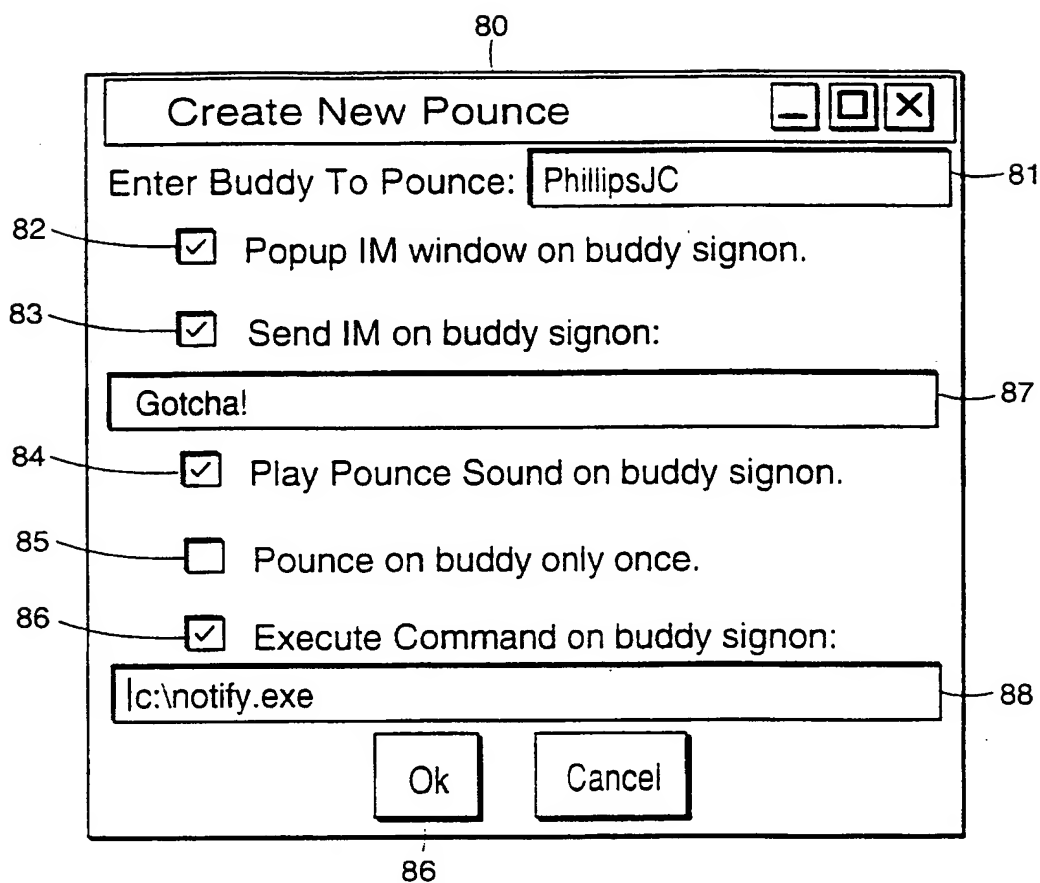 80
Create New Pounce
Enter Buddy To Pounce: PhillipsJC 81
82 Popup IM window on buddy signon.
83 Send IM on buddy signon:
Gotcha! 87
84 Play Pounce Sound on buddy signon.
85 Pounce on buddy only once.
86 Execute Command on buddy signon:
c:\notify.exe 88
Ok Cancel
86